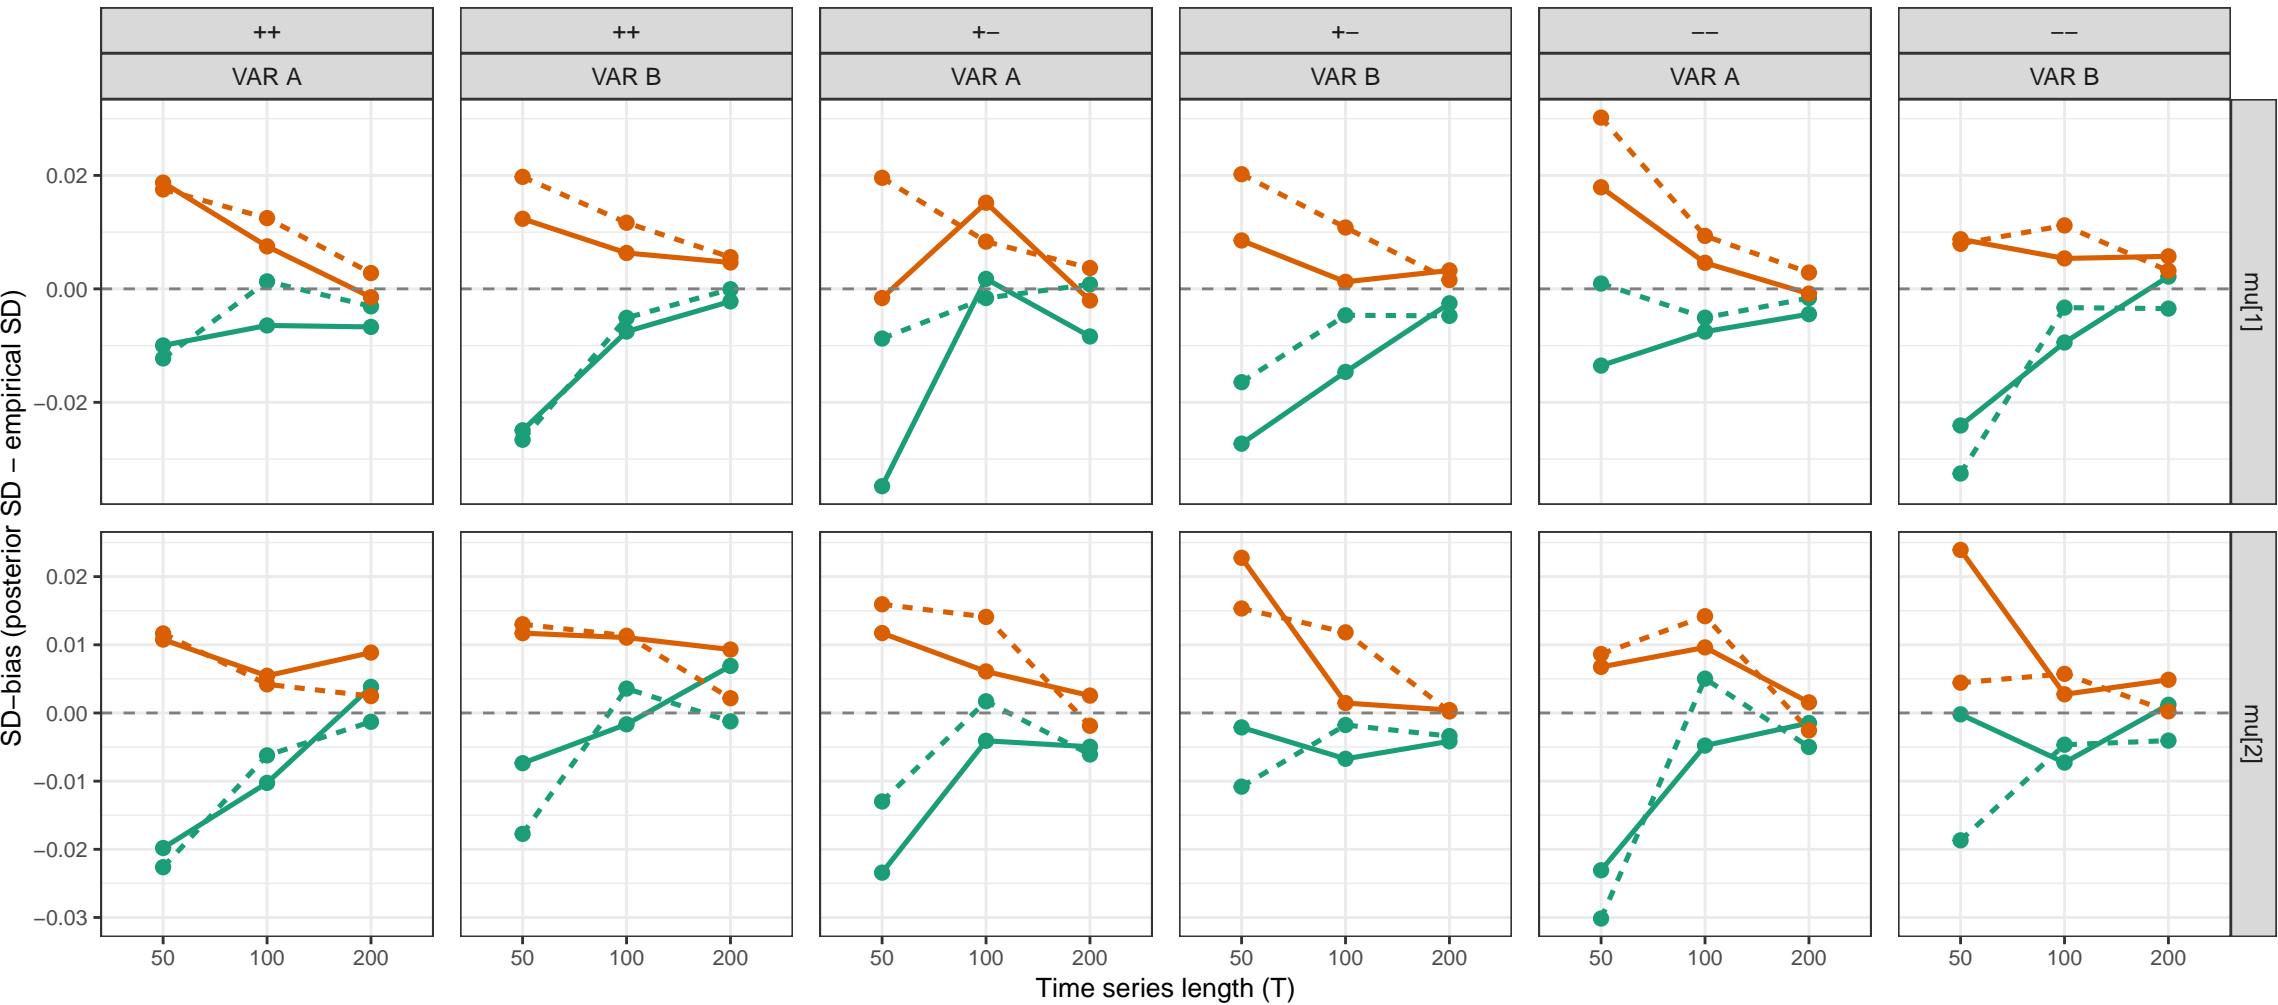 ++ ++ +− +− −− −−
VAR A VAR B VAR A VAR B VAR A VAR B
0.02
0.00
−0.02
mu[1]
SD−bias (posterior SD − empirical SD)
0.02
0.01
0.00
−0.01
−0.02
−0.03
mu[2]
50 100 200 50 100 200 50 100 200 50 100 200 50 100 200 50 100 200
Time series length (T)